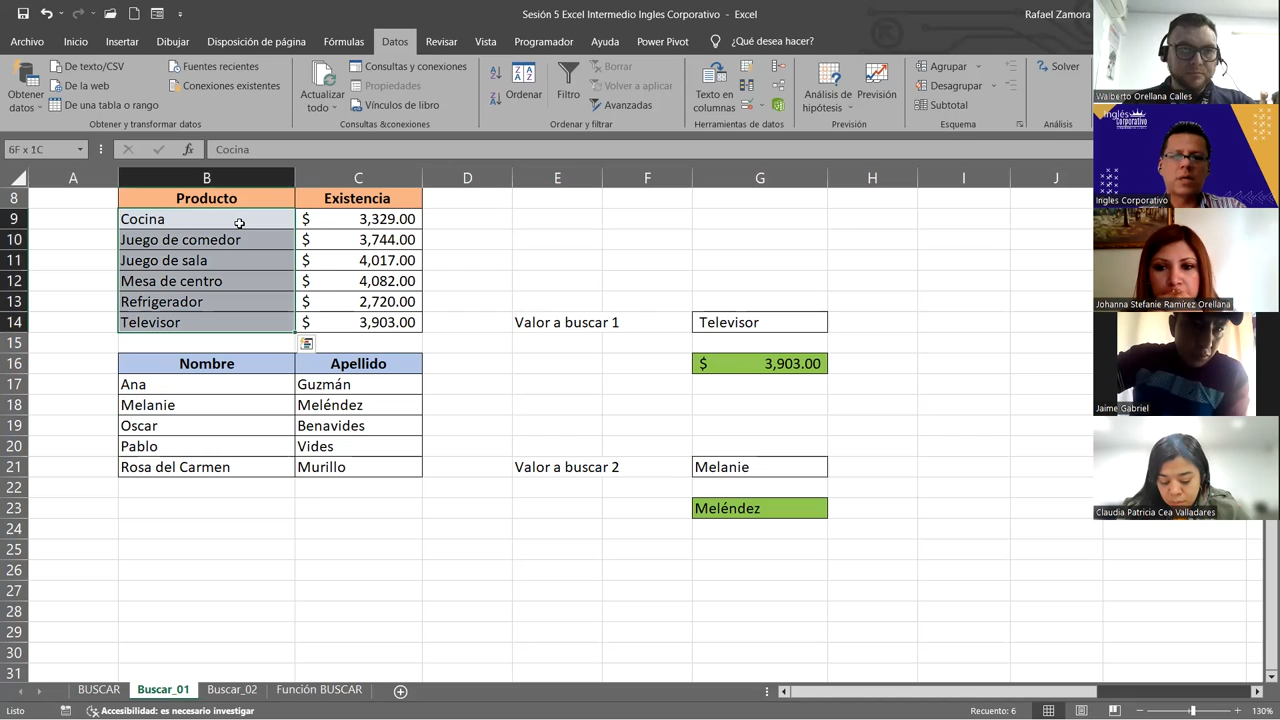 Sesión 5 Excel Intermedio Ingles Corporativo - Excel
Rafael Zamora
Archivo Inicio Insertar Dibujar Disposición de página Fórmulas Datos Revisar Vista Programador Ayuda Power Pivot ¿Qué desea hacer?
Obtener datos
De texto/CSV
De la web
De una tabla o rango
Fuentes recientes
Conexiones existentes
Obtener y transformar datos
Actualizar todo
Consultas y conexiones
Propiedades
Vínculos de libro
Consultas &conexiones
Ordenar
Filtro
Borrar
Volver a aplicar
Avanzadas
Ordenar y filtrar
Texto en columnas
Herramientas de datos
Análisis de hipótesis
Previsión
Previsión
Agrupar
Desagrupar
Subtotal
Esquema
Solver
Análisis
6F x 1C
fx
Cocina
A B C D E F G H I J
8 Producto Existencia
9 Cocina $ 3,329.00
10 Juego de comedor $ 3,744.00
11 Juego de sala $ 4,017.00
12 Mesa de centro $ 4,082.00
13 Refrigerador $ 2,720.00
14 Televisor $ 3,903.00 Valor a buscar 1 Televisor
15
16 Nombre Apellido $ 3,903.00
17 Ana Guzmán
18 Melanie Meléndez
19 Oscar Benavides
20 Pablo Vides
21 Rosa del Carmen Murillo Valor a buscar 2 Melanie
22
23 Meléndez
24
25
26
27
28
29
30
31
BUSCAR Buscar_01 Buscar_02 Función BUSCAR
Listo
Accesibilidad: es necesario investigar
Recuento: 6
130%
Walberto Orellana Calles
Inglés Corporativo
Ingles Corporativo
Johanna Stefanie Ramirez Orellana
Jaime Gabriel
Claudia Patricia Cea Valladares